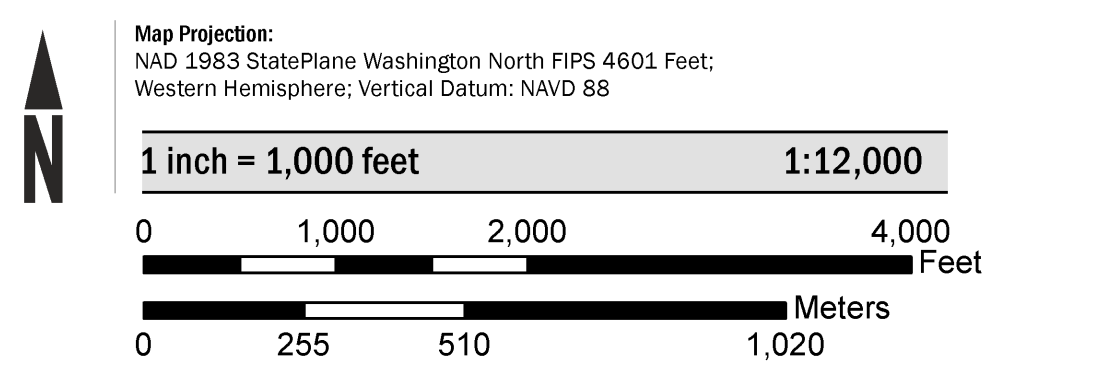 N
Map Projection:
NAD 1983 StatePlane Washington North FIPS 4601 Feet;
Western Hemisphere; Vertical Datum: NAVD 88
1 inch = 1,000 feet 1:12,000
0 1,000 2,000 4,000
Feet
Meters
0 255 510 1,020